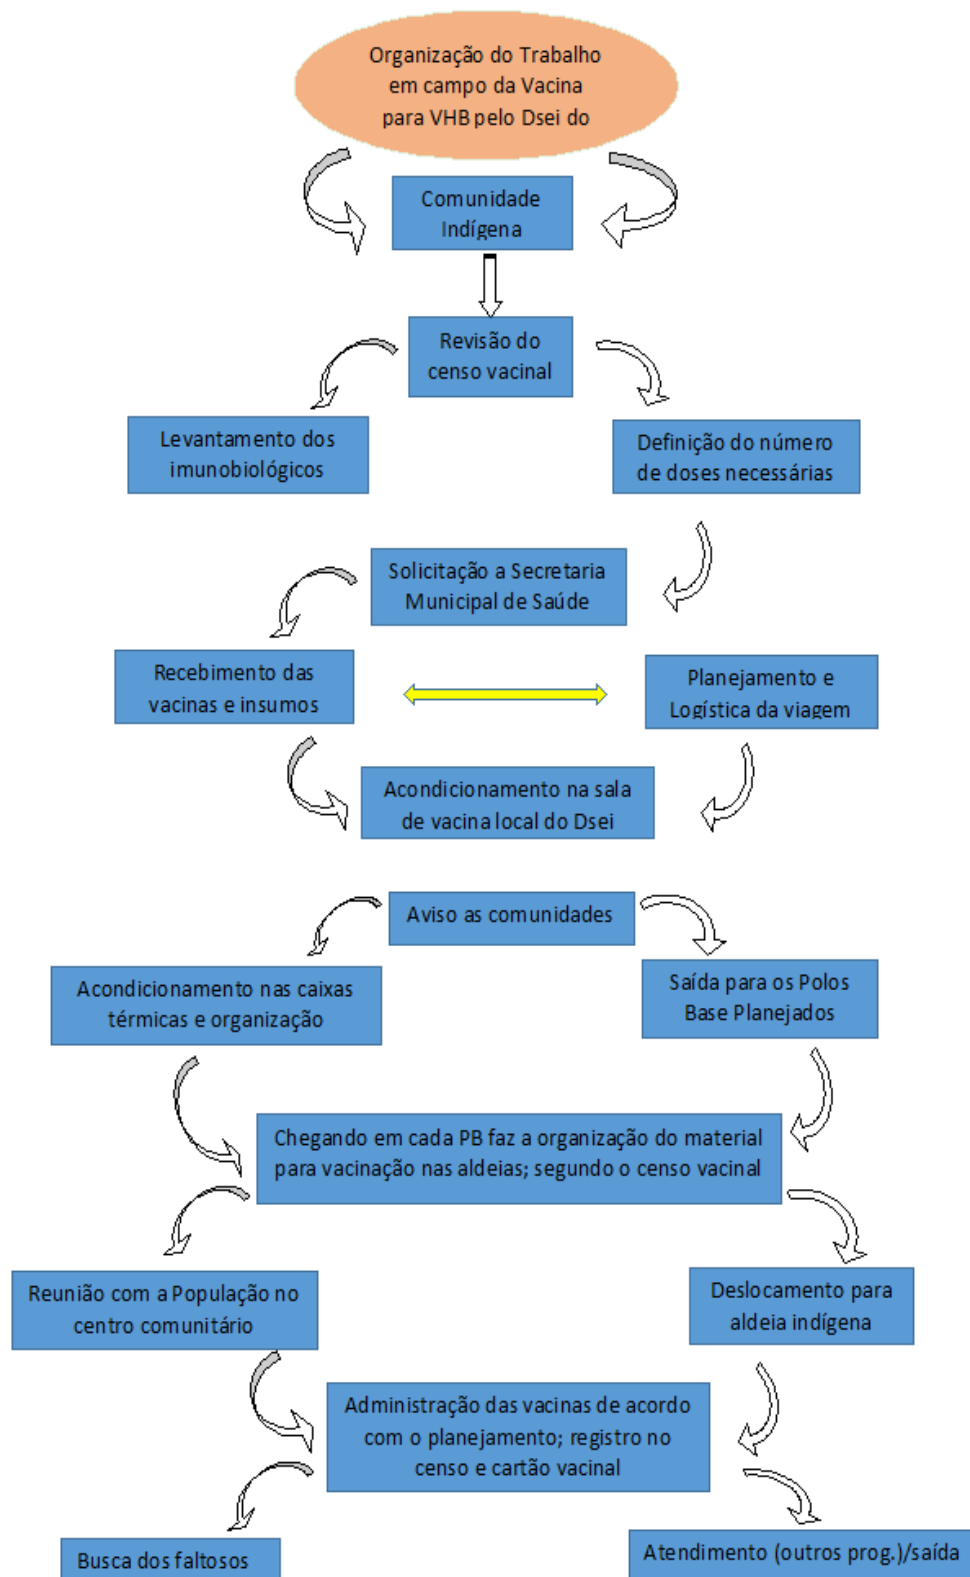 Organização do Trabalho
em campo da Vacina
para VHB pelo Dsei do
Comunidade
Indígena
Revisão do
censo vacinal
Levantamento dos
imunobiológicos
Definição do número
de doses necessárias
Solicitação a Secretaria
Municipal de Saúde
Recebimento das
vacinas e insumos
Planejamento e
Logística da viagem
Acondicionamento na sala
de vacina local do Dsei
Aviso as comunidades
Acondicionamento nas caixas
térmicas e organização
Saída para os Polos
Base Planejados
Chegando em cada PB faz a organização do material
para vacinação nas aldeias; segundo o censo vacinal
Reunião com a População no
centro comunitário
Deslocamento para
aldeia indígena
Administração das vacinas de acordo
com o planejamento; registro no
censo e cartão vacinal
Busca dos faltosos
Atendimento (outros prog.)/saída